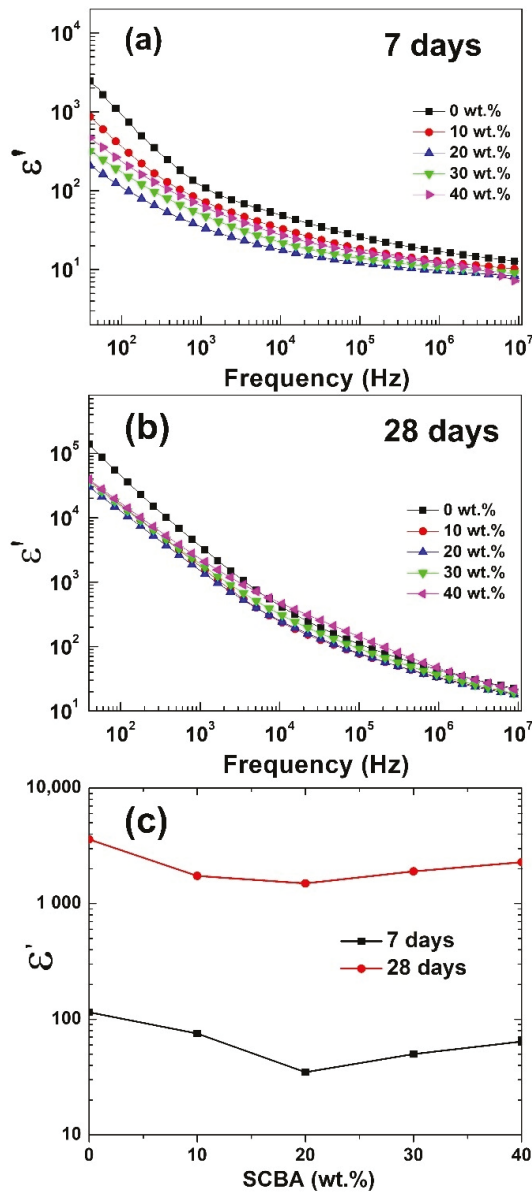 (a)
7 days
ε'
10⁴
10³
10²
10¹
0 wt.%
10 wt.%
20 wt.%
30 wt.%
40 wt.%
10² 10³ 10⁴ 10⁵ 10⁶ 10⁷
Frequency (Hz)
(b)
28 days
ε'
10⁵
10⁴
10³
10²
10¹
0 wt.%
10 wt.%
20 wt.%
30 wt.%
40 wt.%
10² 10³ 10⁴ 10⁵ 10⁶ 10⁷
Frequency (Hz)
(c)
ε'
10,000
1 000
100
10
7 days
28 days
0 10 20 30 40
SCBA (wt.%)